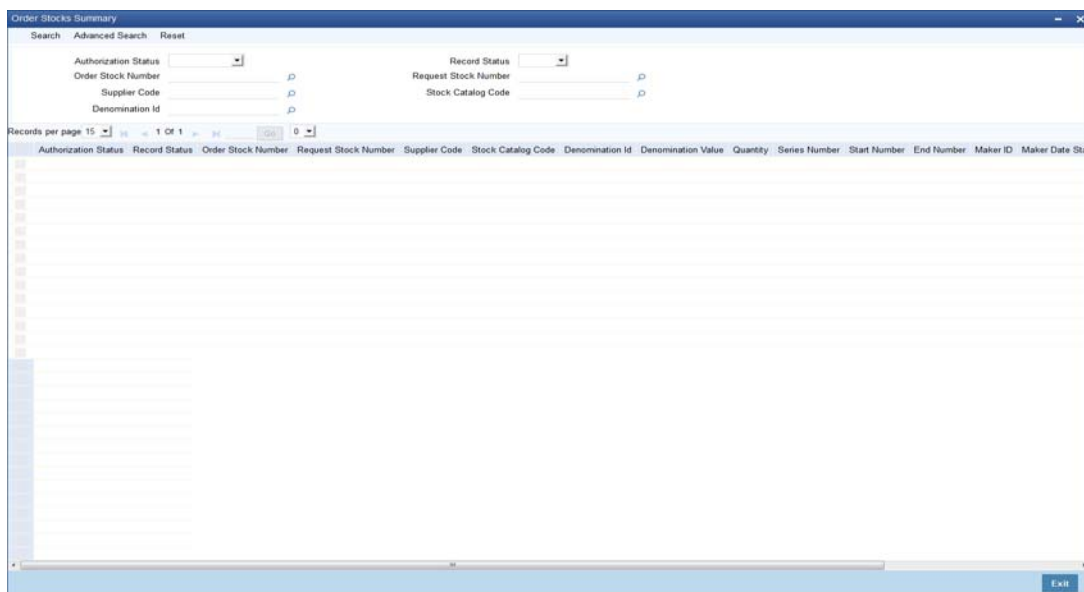 Order Stocks Summary
Search Advanced Search Reset
Authorization Status Record Status
Order Stock Number Request Stock Number
Supplier Code Stock Catalog Code
Denomination Id
Records per page 15 1 Of 1 Go 0
Authorization Status Record Status Order Stock Number Request Stock Number Supplier Code Stock Catalog Code Denomination Id Denomination Value Quantity Series Number Start Number End Number Maker ID Maker Date Sta
Exit